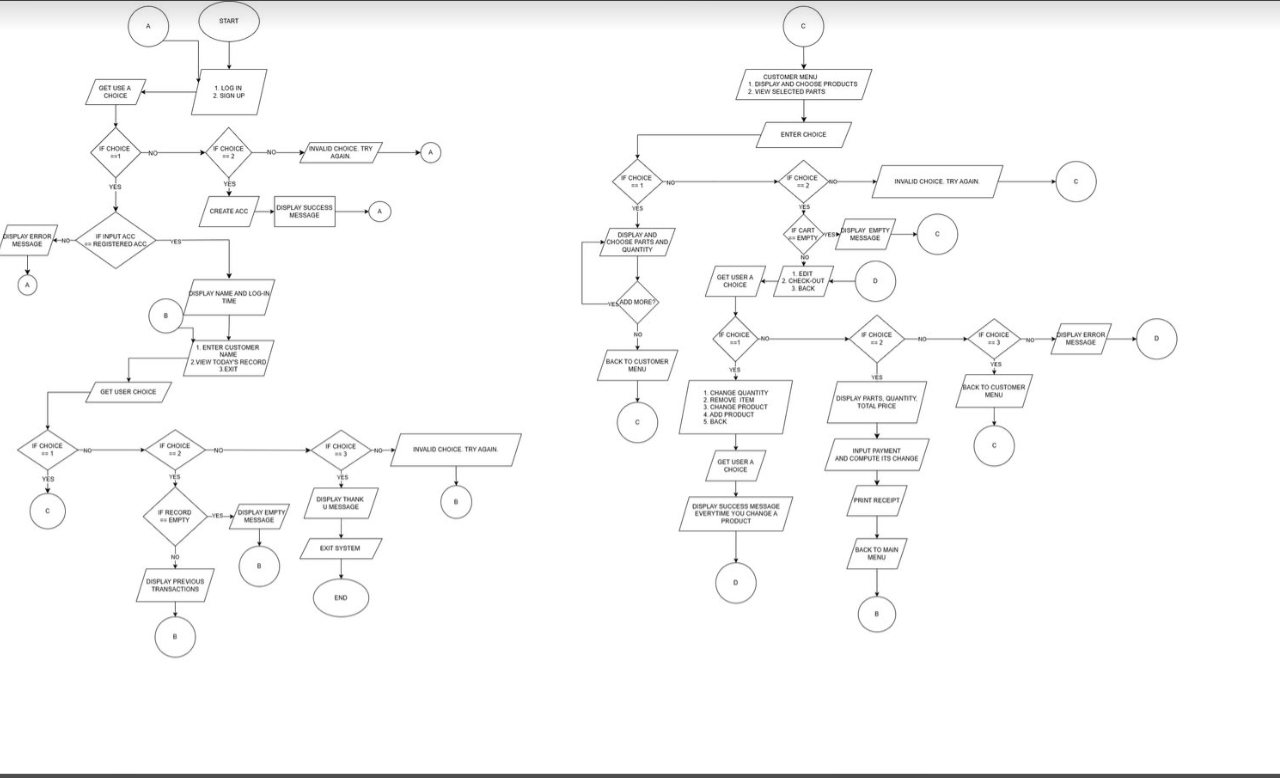 A
START
1. LOG IN
2. SIGN UP
GET USE A
CHOICE
IF CHOICE
==1
NO
IF CHOICE
== 2
NO
INVALID CHOICE. TRY
AGAIN.
A
YES
YES
CREATE ACC
DISPLAY SUCCESS
MESSAGE
A
DISPLAY ERROR
MESSAGE
NO
IF INPUT ACC
== REGISTERED ACC
YES
A
DISPLAY NAME AND LOG-IN
TIME
B
1. ENTER CUSTOMER
NAME
2.VIEW TODAY'S RECORD
3.EXIT
GET USER CHOICE
IF CHOICE
== 1
NO
IF CHOICE
== 2
NO
IF CHOICE
== 3
NO
INVALID CHOICE. TRY AGAIN.
YES
YES
YES
C
IF RECORD
== EMPTY
YES
DISPLAY EMPTY
MESSAGE
DISPLAY THANK
U MESSAGE
B
NO
B
EXIT SYSTEM
DISPLAY PREVIOUS
TRANSACTIONS
END
B
C
CUSTOMER MENU
1. DISPLAY AND CHOOSE PRODUCTS
2. VIEW SELECTED PARTS
ENTER CHOICE
IF CHOICE
== 1
NO
IF CHOICE
== 2
NO
INVALID CHOICE. TRY AGAIN.
C
YES
YES
DISPLAY AND
CHOOSE PARTS AND
QUANTITY
IF CART
== EMPTY
YES
DISPLAY EMPTY
MESSAGE
C
NO
GET USER A
CHOICE
1. EDIT
2. CHECK-OUT
3. BACK
D
YES
ADD MORE?
NO
BACK TO CUSTOMER
MENU
C
IF CHOICE
==1
NO
IF CHOICE
== 2
NO
IF CHOICE
== 3
NO
DISPLAY ERROR
MESSAGE
D
YES
YES
YES
1. CHANGE QUANTITY
2. REMOVE ITEM
3. CHANGE PRODUCT
4. ADD PRODUCT
5. BACK
DISPLAY PARTS, QUANTITY,
TOTAL PRICE
BACK TO CUSTOMER
MENU
GET USER A
CHOICE
INPUT PAYMENT
AND COMPUTE ITS CHANGE
C
DISPLAY SUCCESS MESSAGE
EVERYTIME YOU CHANGE A
PRODUCT
PRINT RECEIPT
D
BACK TO MAIN
MENU
B